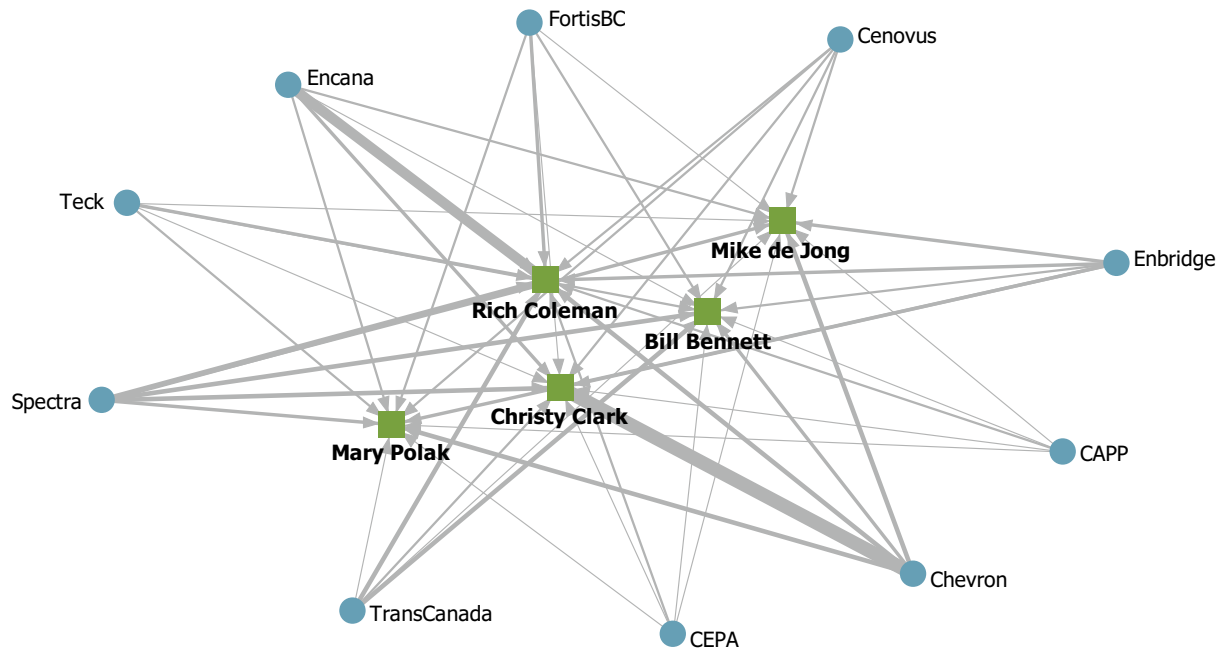 FortisBC
Cenovus
Encana
Teck
Mike de Jong
Enbridge
Rich Coleman
Bill Bennett
Spectra
Christy Clark
Mary Polak
CAPP
Chevron
TransCanada
CEPA